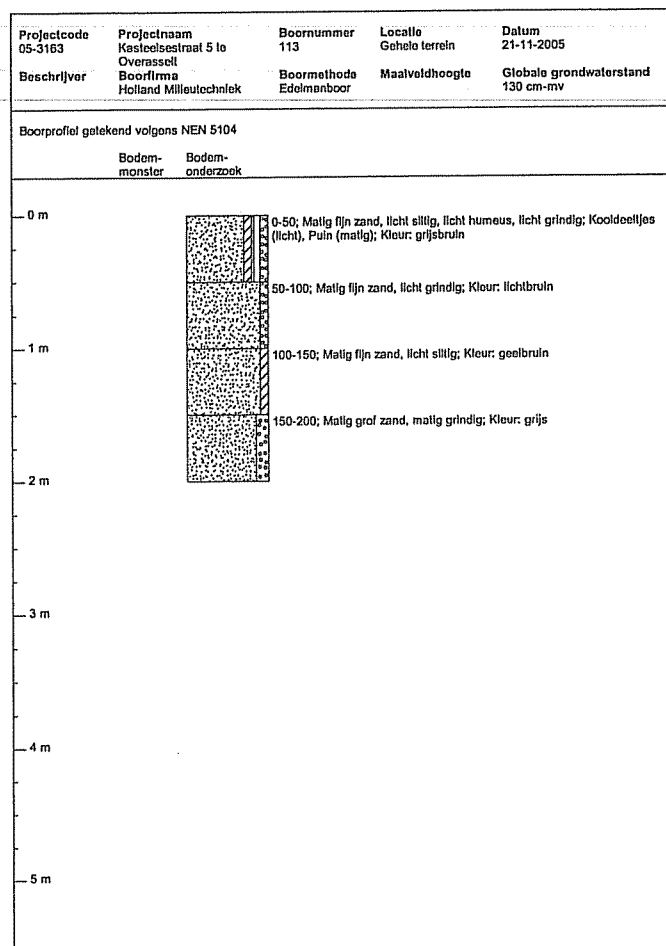 Projectcode Projectnaam Boornummer Locatie Datum
05-3163 Kasteelsestraat 5 te 113 Gehele terrein 21-11-2005
Overasselt
Beschrijver Boorfirma Boormethode Maaiveldhoogte Globale grondwaterstand
Holland Milieutechniek Edelmanboor 130 cm-mv
Boorprofiel getekend volgens NEN 5104
Bodem- Bodem-
monster onderzoek
0 m
0-50; Matig fijn zand, licht siltig, licht humeus, licht grindig; Kooldeeltjes
(licht), Puin (matig); Kleur: grijsbruin
50-100; Matig fijn zand, licht grindig; Kleur: lichtbruin
1 m
100-150; Matig fijn zand, licht siltig; Kleur: geelbruin
150-200; Matig grof zand, matig grindig; Kleur: grijs
2 m
3 m
4 m
5 m